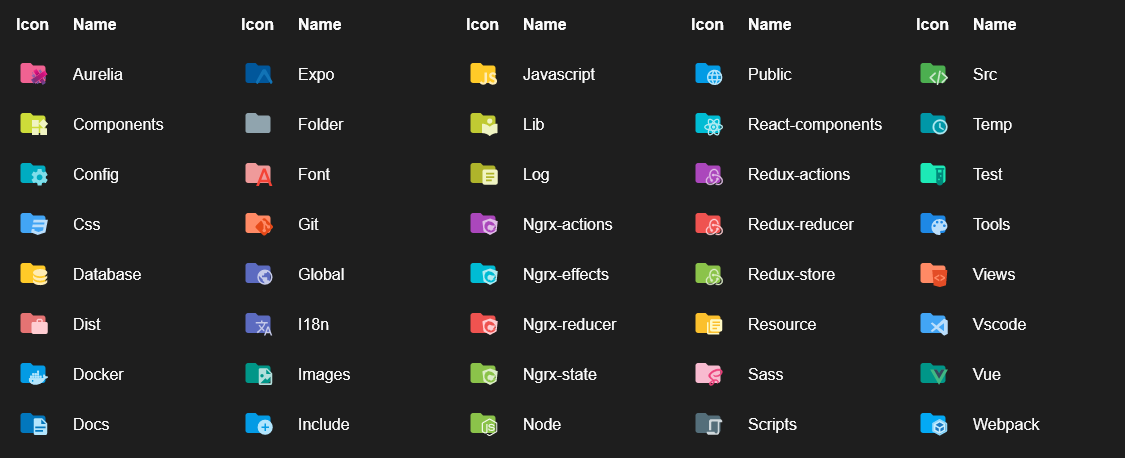 Icon Name Icon Name Icon Name Icon Name Icon Name
Aurelia Expo Javascript Public Src
Components Folder Lib React-components Temp
Config Font Log Redux-actions Test
Css Git Ngrx-actions Redux-reducer Tools
Database Global Ngrx-effects Redux-store Views
Dist I18n Ngrx-reducer Resource Vscode
Docker Images Ngrx-state Sass Vue
Docs Include Node Scripts Webpack